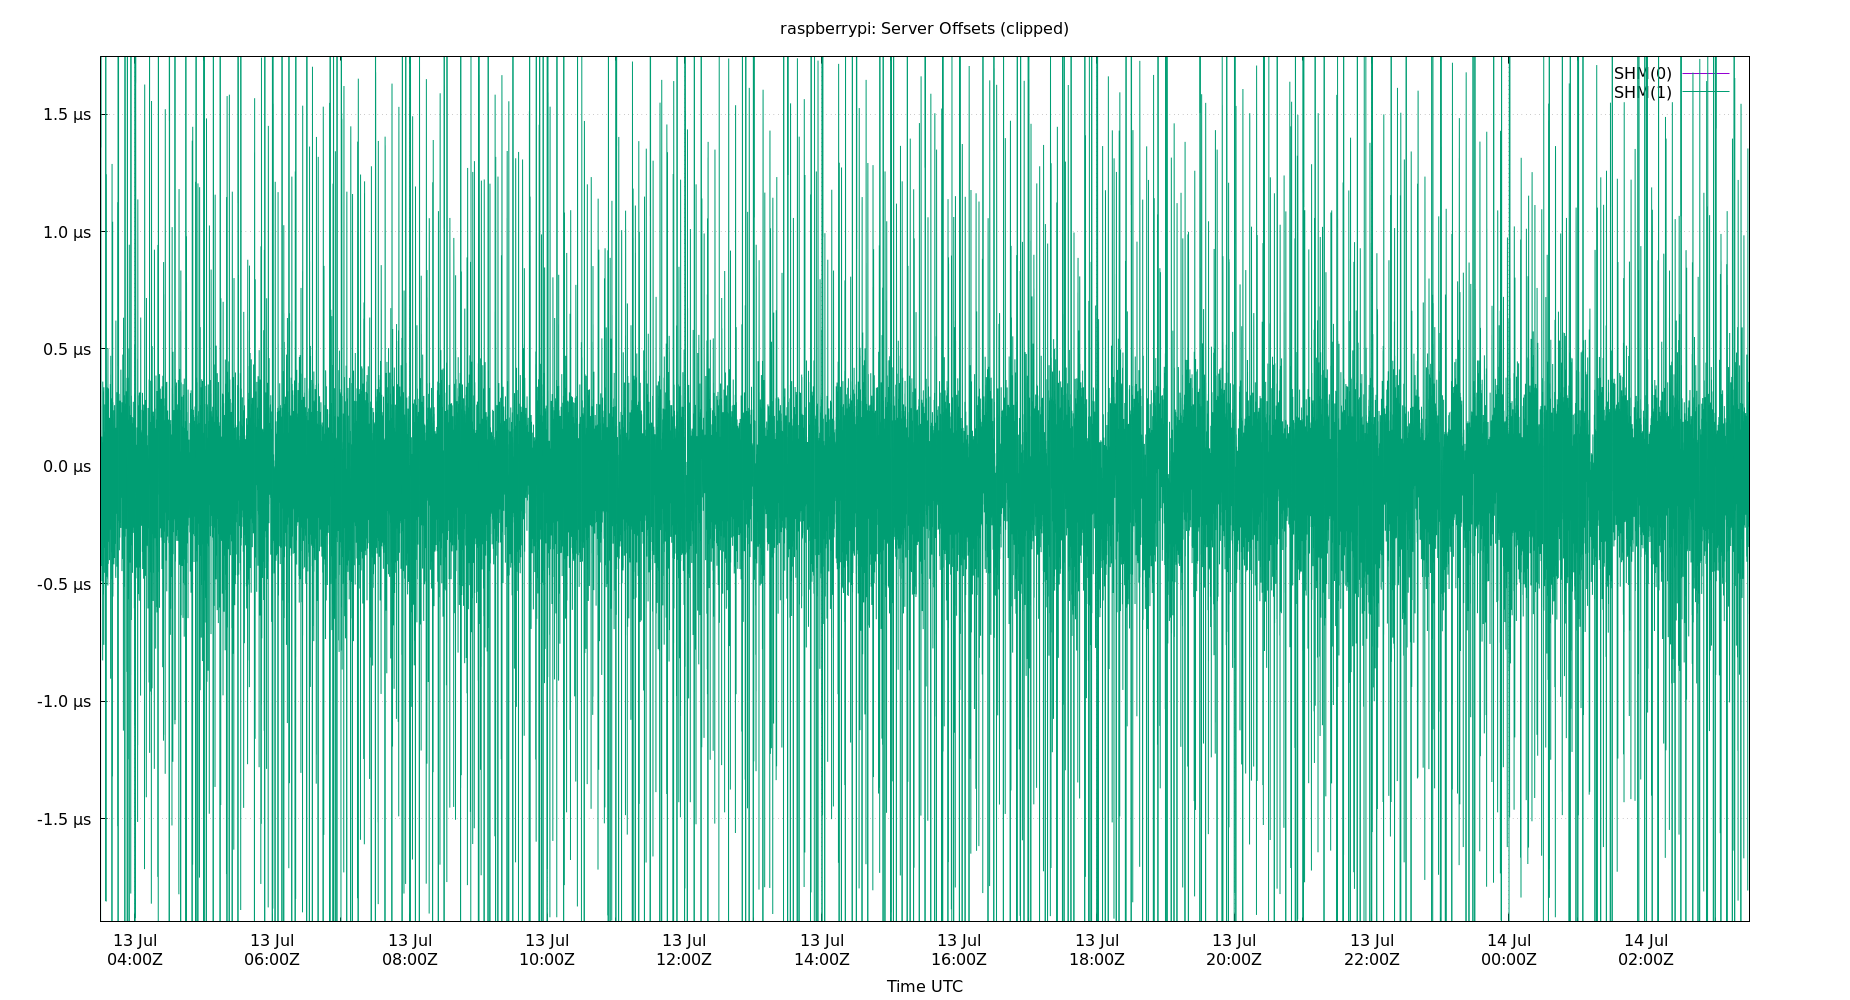 raspberrypi: Server Offsets (clipped)
SHM(0)
SHM(1)
1.5 µs
1.0 µs
0.5 µs
0.0 µs
-0.5 µs
-1.0 µs
-1.5 µs
13 Jul 13 Jul 13 Jul 13 Jul 13 Jul 13 Jul 13 Jul 13 Jul 13 Jul 13 Jul 14 Jul 14 Jul
04:00Z 06:00Z 08:00Z 10:00Z 12:00Z 14:00Z 16:00Z 18:00Z 20:00Z 22:00Z 00:00Z 02:00Z
Time UTC